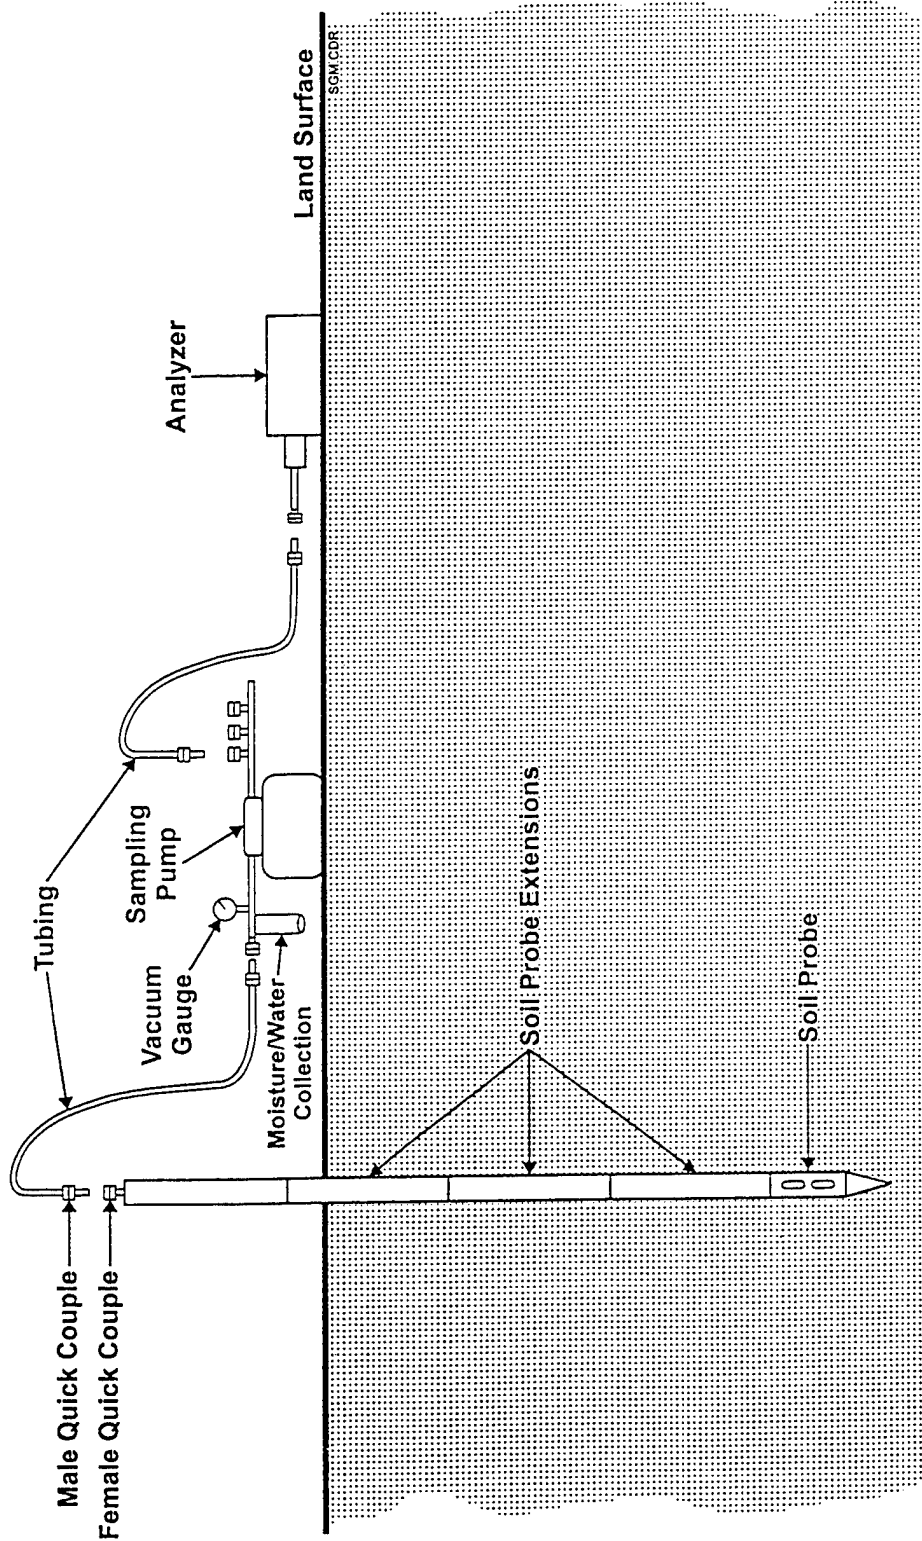 Male Quick Couple
Female Quick Couple
Tubing
Vacuum
Gauge
Sampling
Pump
Moisture/Water
Collection
Analyzer
Land Surface
SGM.CDR
Soil Probe Extensions
Soil Probe